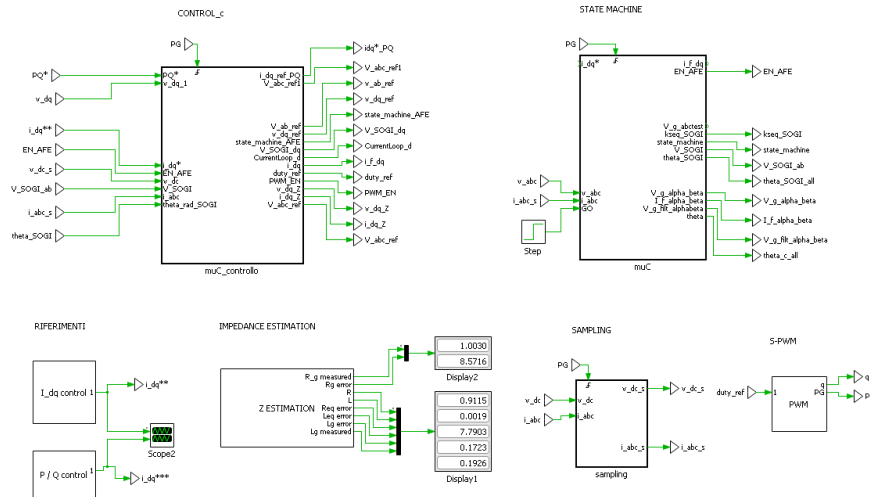 CONTROL_c
PG
PQ*
v_dq
i_dq**
EN_AFE
v_dc_s
V_SOGI_ab
i_abc_s
theta_SOGI
PQ*
v_dq_1
i_dq*
EN_AFE
v_dc
V_SOGI
i_abc
theta_rad_SOGI
i_dq_ref_PQ
V_abc_ref1
V_ab_ref
v_dq_ref
state_machine_AFE
V_SOGI_dq
CurrentLoop_d
i_dq
duty_ref
PWM_EN
v_dq_Z
i_dq_Z
V_abc_ref
idq*_PQ
V_abc_ref1
v_ab_ref
v_dq_ref
state_machine_AFE
V_SOGI_dq
CurrentLoop_d
i_f_dq
duty_ref
PWM_EN
v_dq_Z
i_dq_Z
V_abc_ref
muC_controllo
STATE MACHINE
PG
i_dq*
v_abc
i_abc_s
Step
v_abc
i_abc
GO
i_f_dq
EN_AFE
V_g_abctest
kseq_SOGI
state_machine
V_SOGI
theta_SOGI
V_g_alpha_beta
I_f_alpha_beta
V_g_filt_alphabeta
theta
EN_AFE
kseq_SOGI
state_machine
V_SOGI_ab
theta_SOGI_all
V_g_alpha_beta
I_f_alpha_beta
V_g_filt_alpha_beta
theta_c_all
muC
RIFERIMENTI
I_dq control 1
i_dq**
Scope2
P / Q control 1
i_dq***
IMPEDANCE ESTIMATION
Z ESTIMATION
R_g measured
Rg error
R
L
Req error
Leq error
Lg error
Lg measured
1.0030
8.5716
Display2
0.9115
0.0019
7.7903
0.1723
0.1926
Display1
SAMPLING
PG
v_dc
i_abc
v_dc
i_abc
v_dc_s
i_abc_s
v_dc_s
i_abc_s
sampling
S-PWM
duty_ref
1
q
PG
PWM
q
p